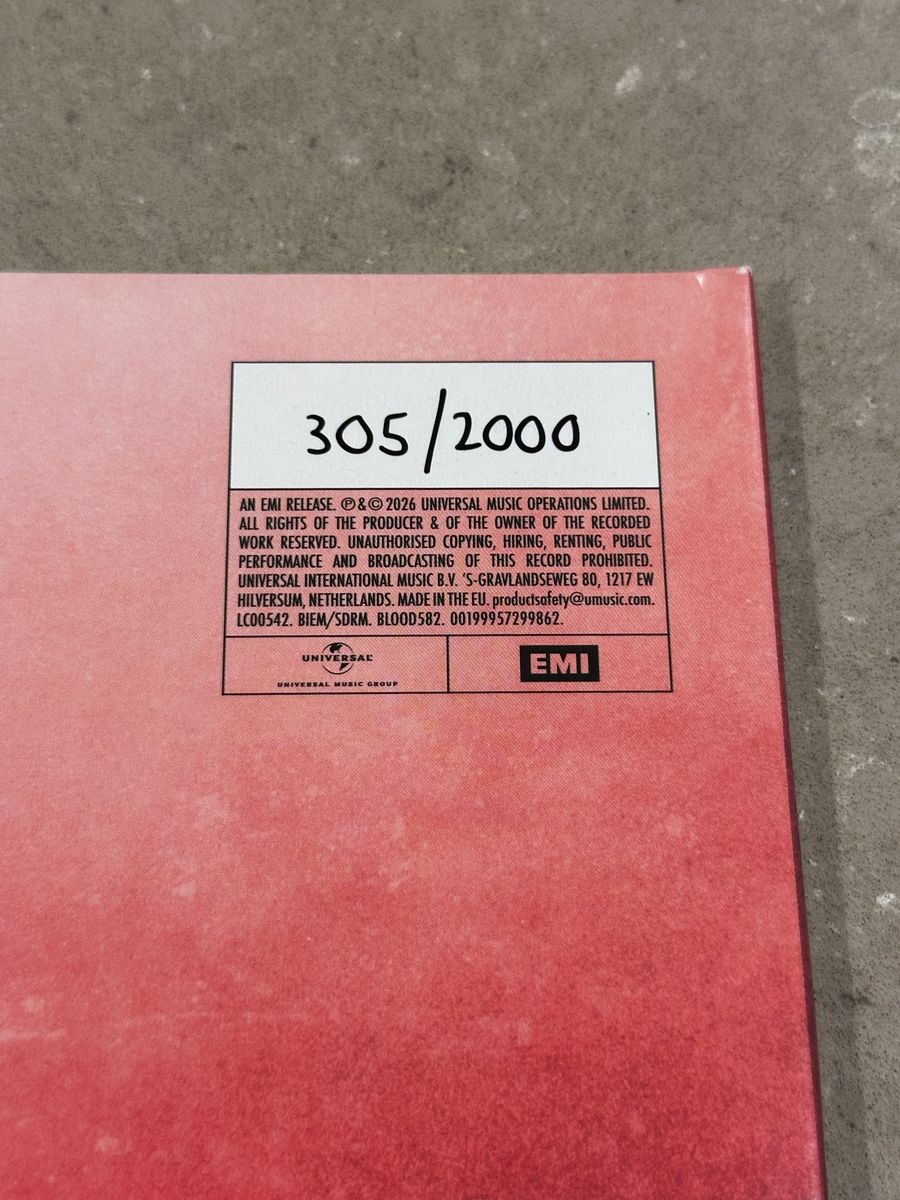 305/2000
AN EMI RELEASE. ℗&©2026 UNIVERSAL MUSIC OPERATIONS LIMITED.
ALL RIGHTS OF THE PRODUCER & OF THE OWNER OF THE RECORDED
WORK RESERVED. UNAUTHORISED COPYING, HIRING, RENTING, PUBLIC
PERFORMANCE AND BROADCASTING OF THIS RECORD PROHIBITED.
UNIVERSAL INTERNATIONAL MUSIC B.V. ‘S-GRAVLANDSEWEG 80, 1217 EW
HILVERSUM, NETHERLANDS. MADE IN THE EU. productsafety@umusic.com.
LC00542. BIEM/SDRM. BLOOD582. 00199957299862.
UNIVERSAL
UNIVERSAL MUSIC GROUP
EMI